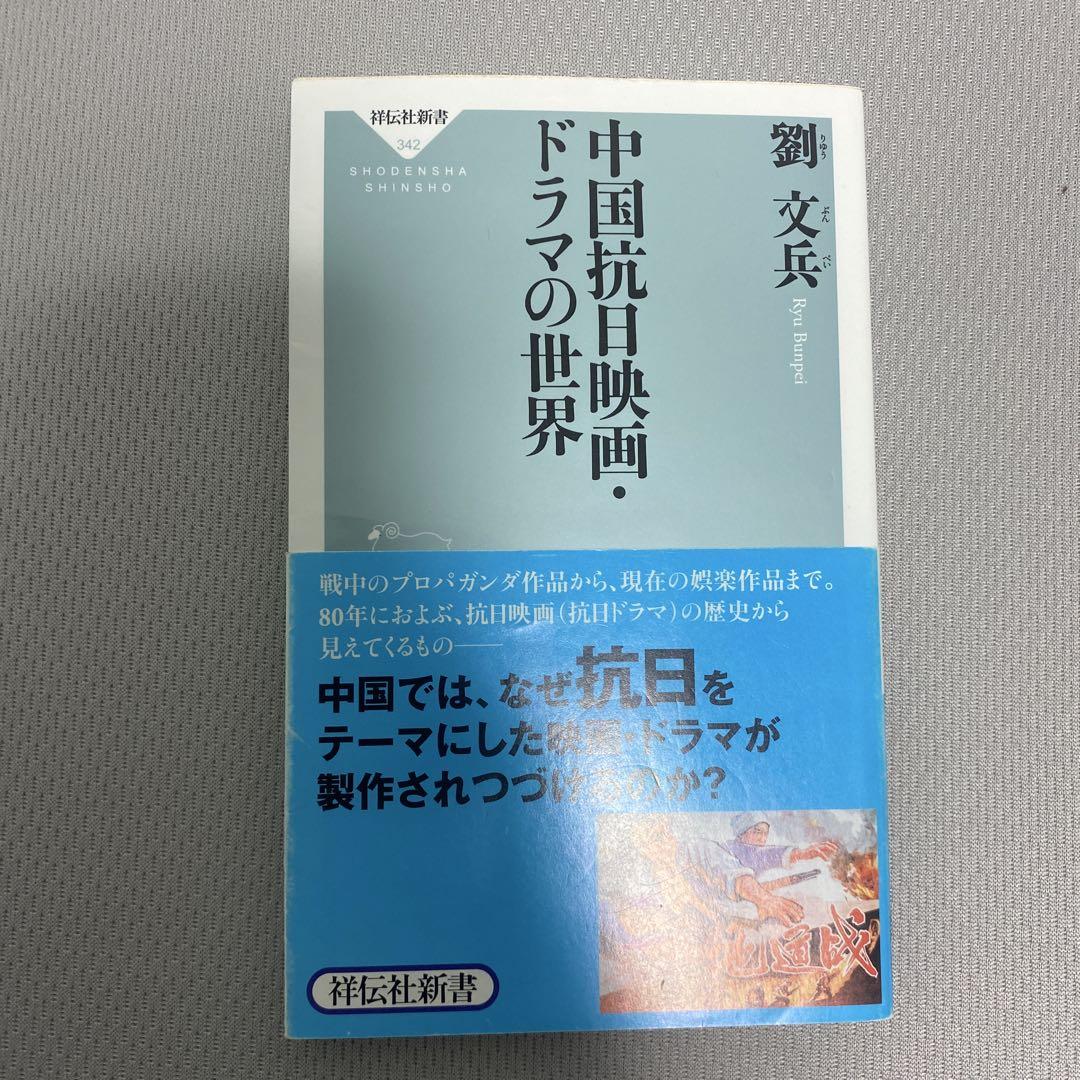 祥伝社新書
342
SHODENSHA
SHINSHO
劉 文兵
りゅう ぶん ぺい
Ryu Bunpei
中国抗日映画・
ドラマの世界
戦中のプロパガンダ作品から、現在の娯楽作品まで。
80年におよぶ、抗日映画(抗日ドラマ)の歴史から
見えてくるもの――
中国では、なぜ抗日を
テーマにした映画・ドラマが
製作されつづけるのか?
地道战
祥伝社新書